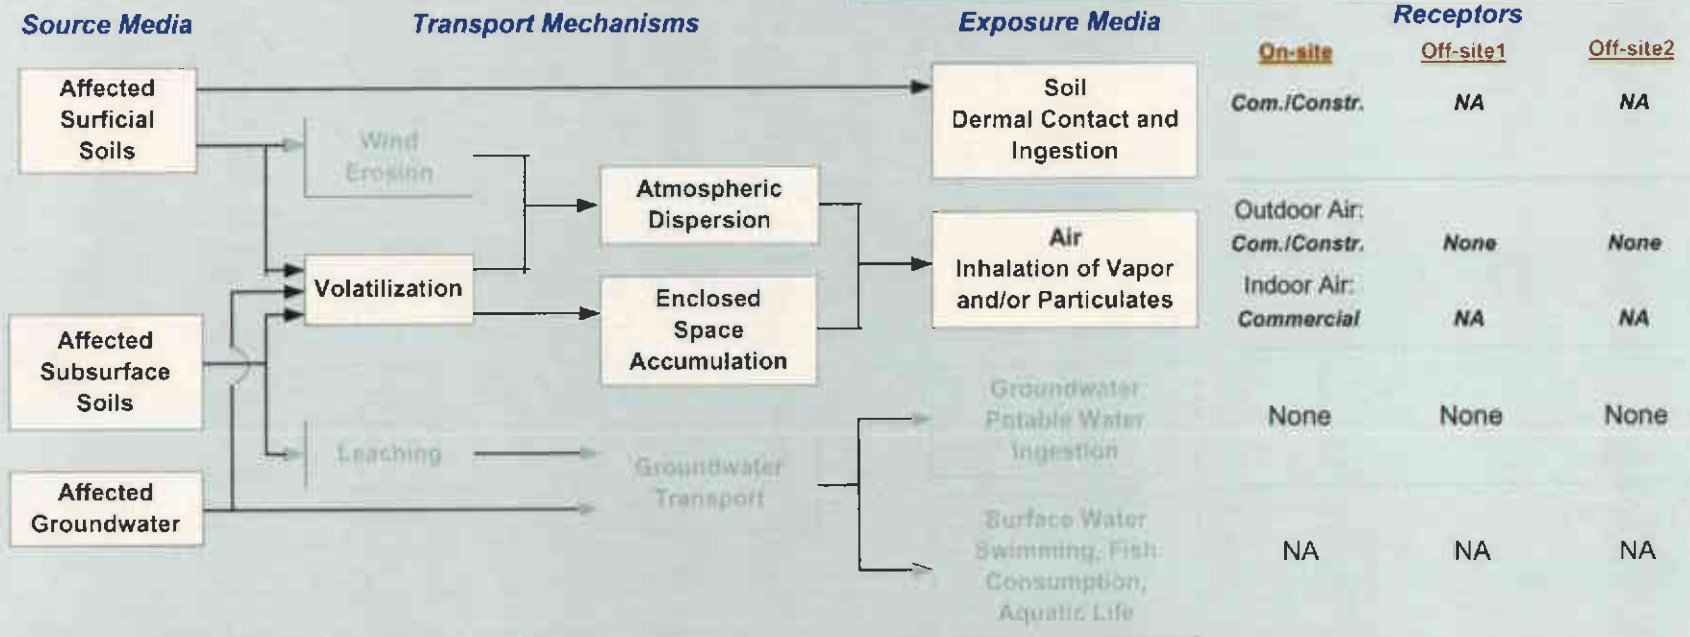 Source Media
Transport Mechanisms
Exposure Media
Receptors
On-site
Off-site1
Off-site2
Affected
Surficial
Soils
Wind
Erosion
Volatilization
Atmospheric
Dispersion
Enclosed
Space
Accumulation
Affected
Subsurface
Soils
Leaching
Groundwater
Transport
Affected
Groundwater
Soil
Dermal Contact and
Ingestion
Com./Constr.
NA
NA
Air
Inhalation of Vapor
and/or Particulates
Outdoor Air:
Com./Constr.
None
None
Indoor Air:
Commercial
NA
NA
Groundwater
Potable Water
Ingestion
None
None
None
Surface Water
Swimming, Fish
Consumption,
Aquatic Life
NA
NA
NA